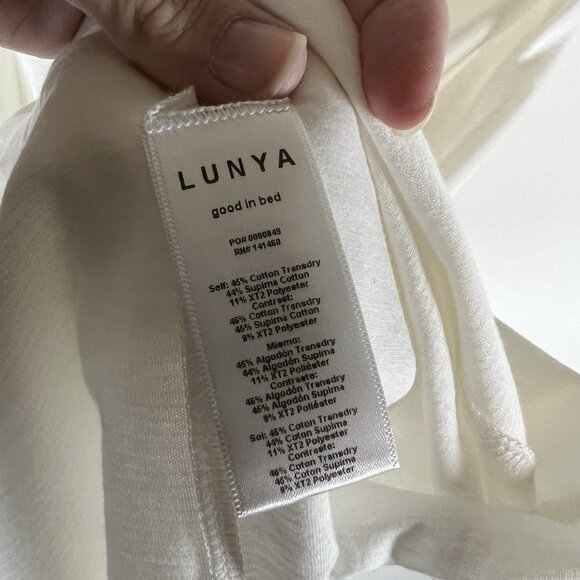 LUNYA
good in bed
PO# 0000849
RN# 141460
Self: 45% Cotton Transdry
44% Supima Cotton
11% XT2 Polyester
Contrast:
46% Cotton Transdry
45% Supima Cotton
9% XT2 Polyester
Mismo:
45% Algodón Transdry
44% Algodón Supima
11% XT2 Poliéster
Contraste:
46% Algodón Transdry
45% Algodón Supima
9% XT2 Poliéster
Soi: 45% Coton Transdry
44% Coton Supima
11% XT2 Polyester
Contraste:
46% Coton Transdry
45% Coton Supima
9% XT2 Polyester